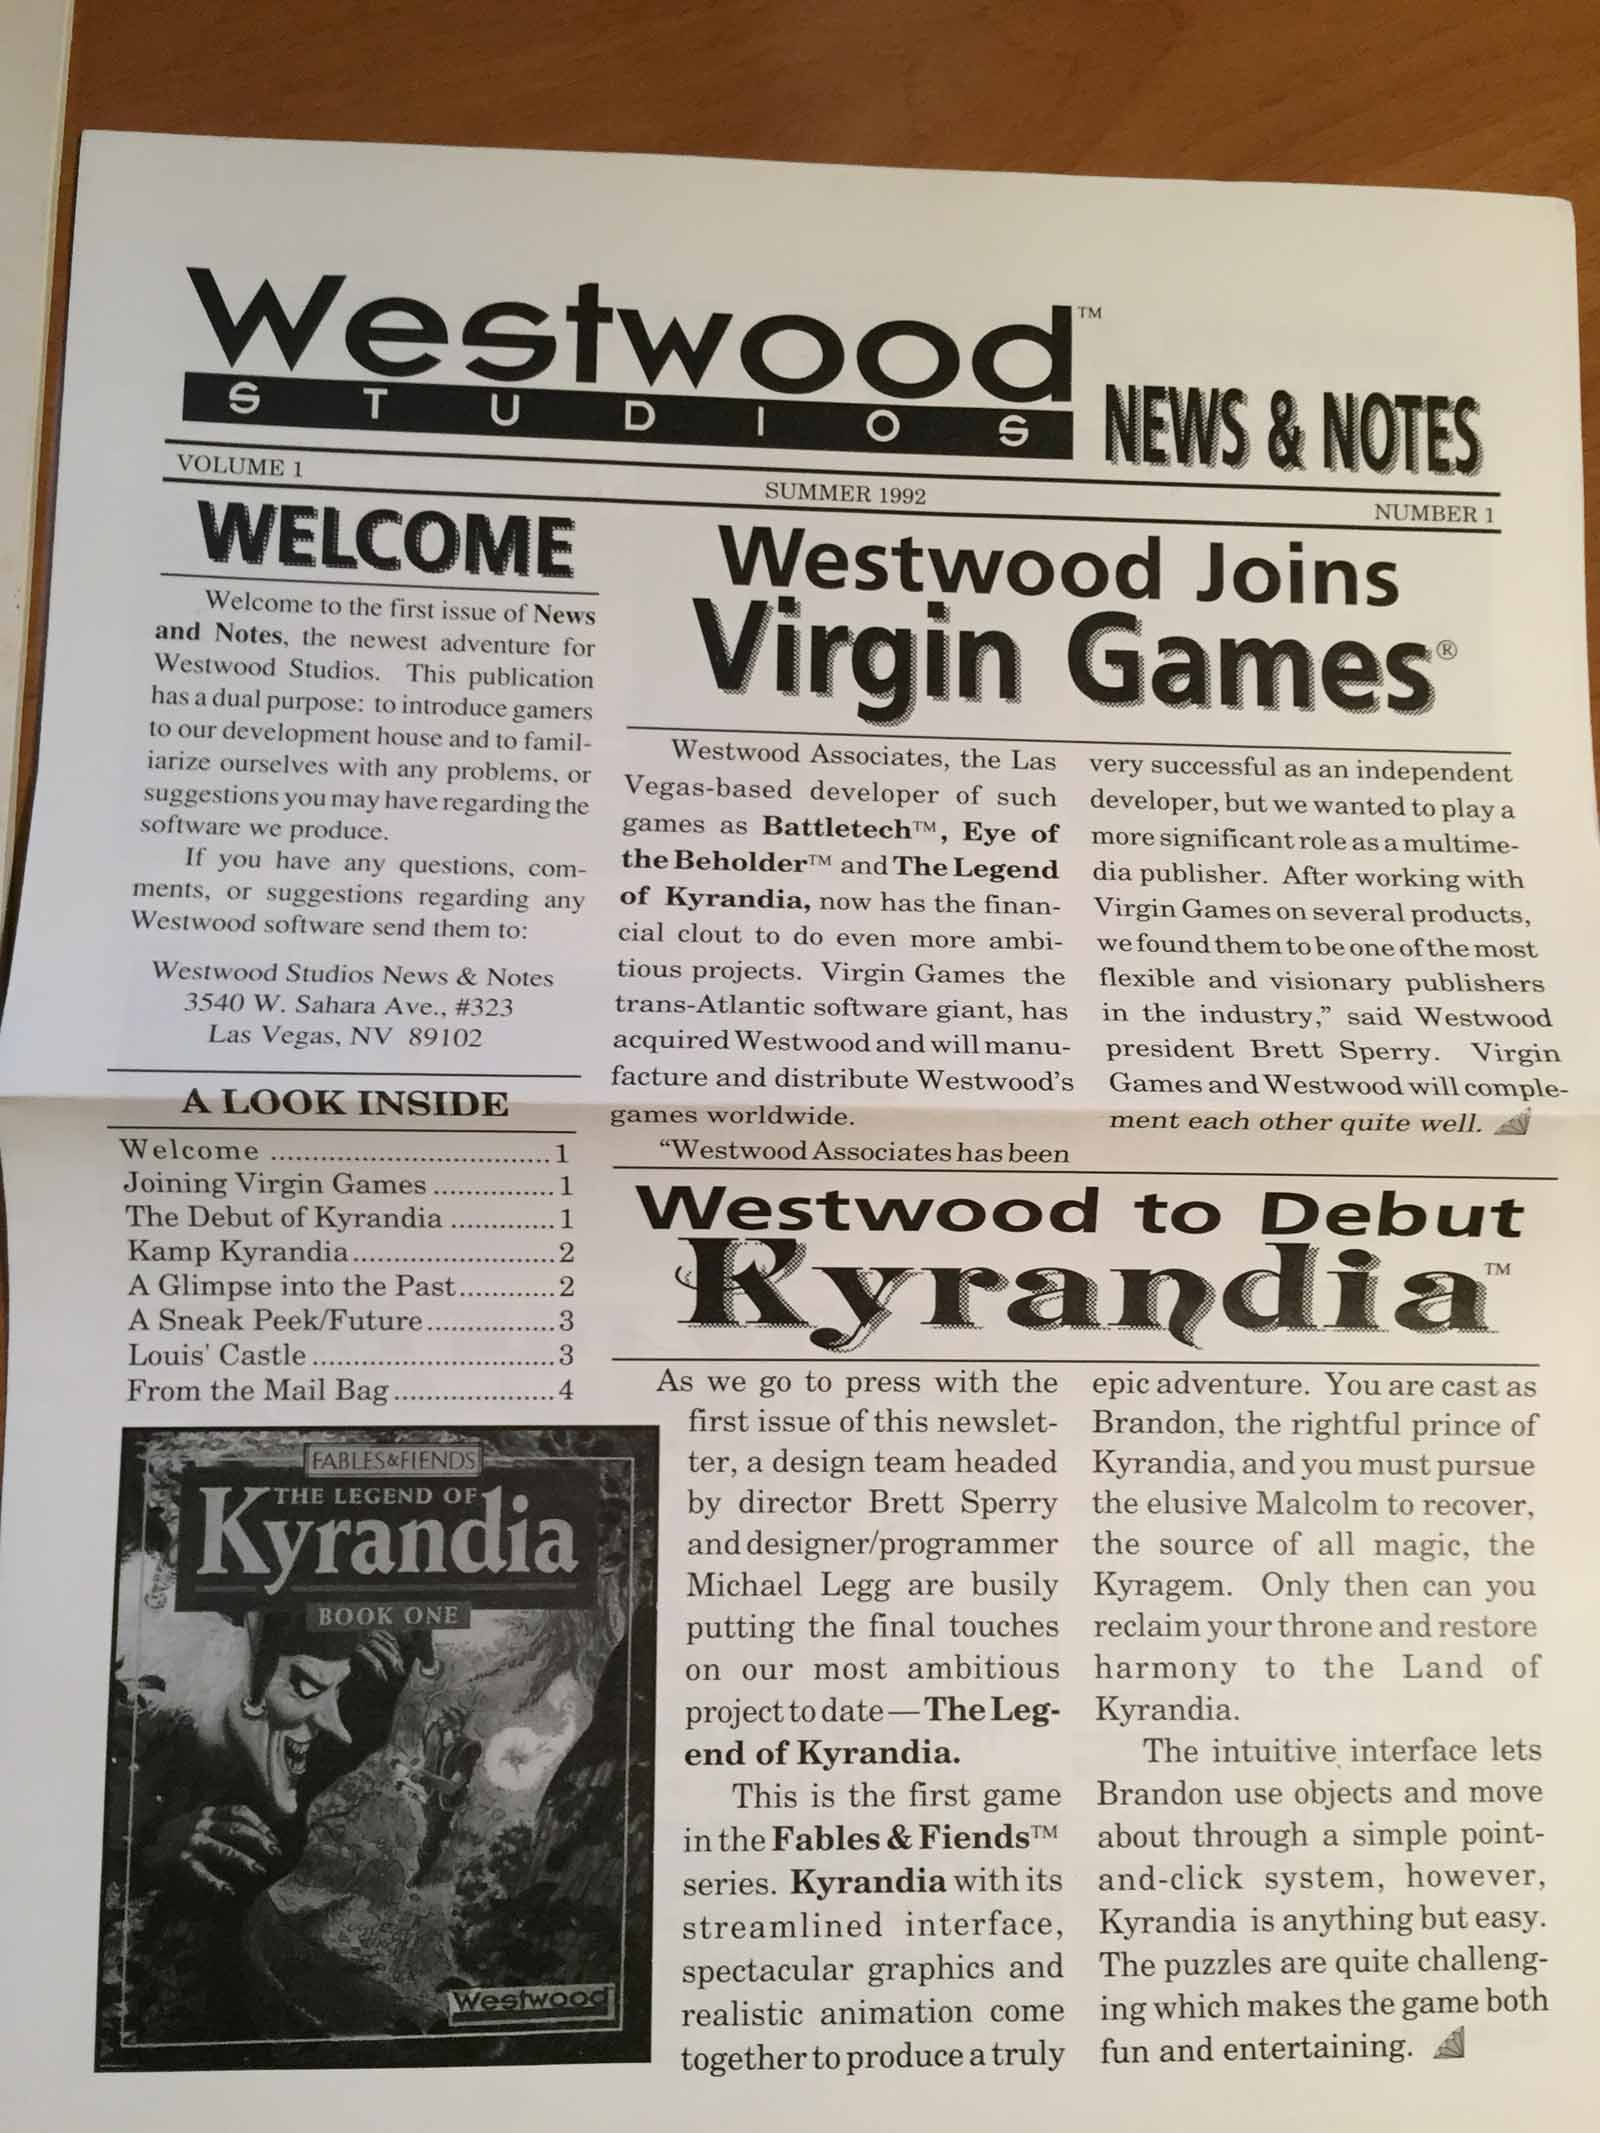 Westwood™
STUDIOS
NEWS & NOTES
VOLUME 1
SUMMER 1992
NUMBER 1
WELCOME
Welcome to the first issue of News
and Notes, the newest adventure for
Westwood Studios. This publication
has a dual purpose: to introduce gamers
to our development house and to famil-
iarize ourselves with any problems, or
suggestions you may have regarding the
software we produce.
If you have any questions, com-
ments, or suggestions regarding any
Westwood software send them to:
Westwood Studios News & Notes
3540 W. Sahara Ave., #323
Las Vegas, NV 89102
A LOOK INSIDE
Welcome ................................1
Joining Virgin Games ...............1
The Debut of Kyrandia ............1
Kamp Kyrandia.......................2
A Glimpse into the Past...........2
A Sneak Peek/Future...............3
Louis' Castle ...........................3
From the Mail Bag..................4
FABLES&FIENDS
THE LEGEND OF
Kyrandia
BOOK ONE
Westwood
Westwood Joins
Virgin Games®
Westwood Associates, the Las
Vegas-based developer of such
games as Battletech™, Eye of
the Beholder™ and The Legend
of Kyrandia, now has the finan-
cial clout to do even more ambi-
tious projects. Virgin Games the
trans-Atlantic software giant, has
acquired Westwood and will manu-
facture and distribute Westwood's
games worldwide.
“Westwood Associates has been
very successful as an independent
developer, but we wanted to play a
more significant role as a multime-
dia publisher. After working with
Virgin Games on several products,
we found them to be one of the most
flexible and visionary publishers
in the industry,” said Westwood
president Brett Sperry. Virgin
Games and Westwood will comple-
ment each other quite well.
Westwood to Debut
Kyrandia™
As we go to press with the
first issue of this newslet-
ter, a design team headed
by director Brett Sperry
and designer/programmer
Michael Legg are busily
putting the final touches
on our most ambitious
project to date—The Leg-
end of Kyrandia.
This is the first game
in the Fables & Fiends™
series. Kyrandia with its
streamlined interface,
spectacular graphics and
realistic animation come
together to produce a truly
epic adventure. You are cast as
Brandon, the rightful prince of
Kyrandia, and you must pursue
the elusive Malcolm to recover,
the source of all magic, the
Kyragem. Only then can you
reclaim your throne and restore
harmony to the Land of
Kyrandia.
The intuitive interface lets
Brandon use objects and move
about through a simple point-
and-click system, however,
Kyrandia is anything but easy.
The puzzles are quite challeng-
ing which makes the game both
fun and entertaining.